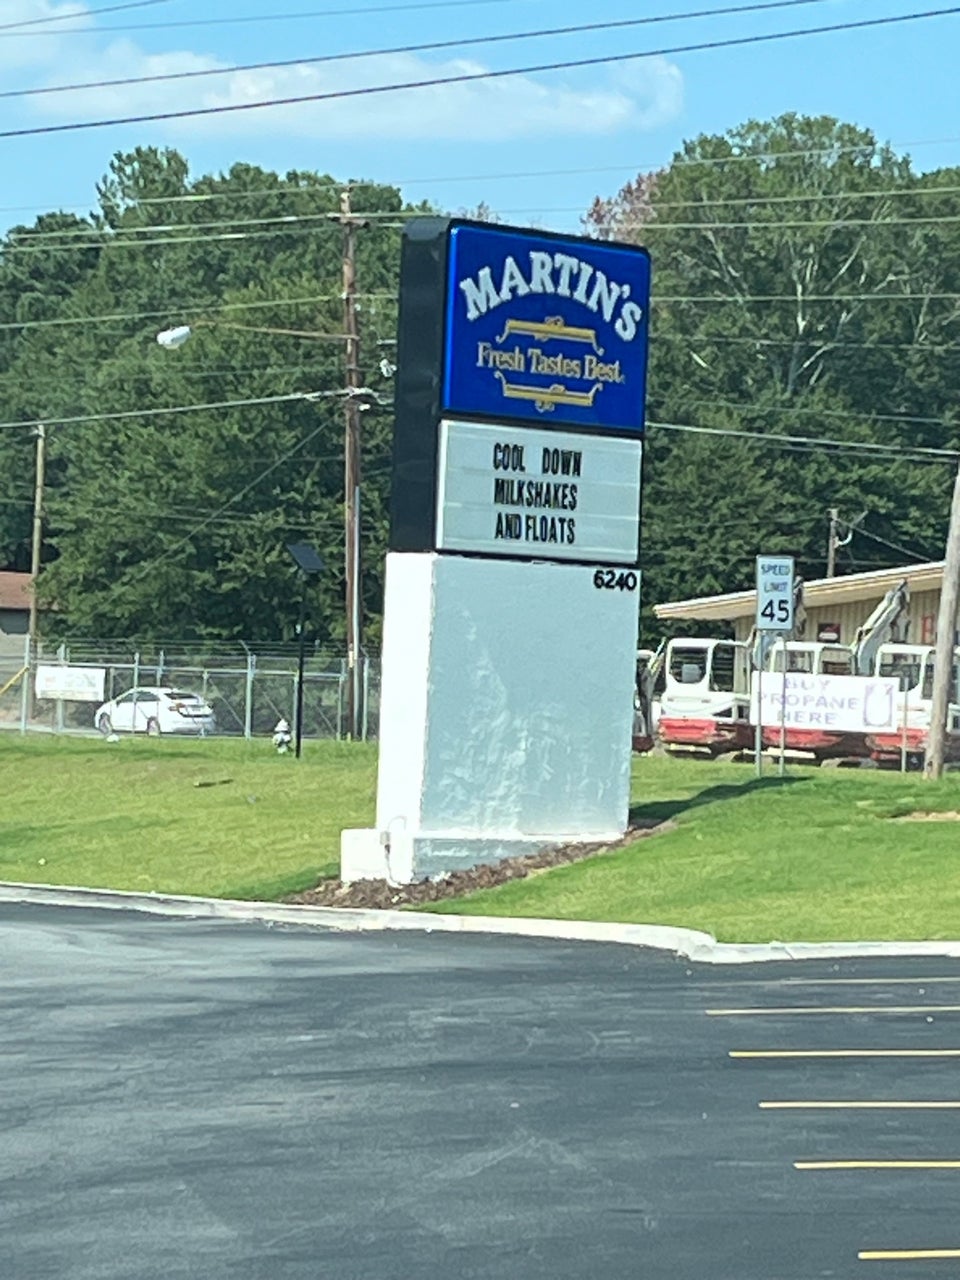 MARTIN'S
Fresh Tastes Best.
COOL DOWN
MILKSHAKES
AND FLOATS
6240
SPEED
LIMIT
45
BUY
PROPANE
HERE